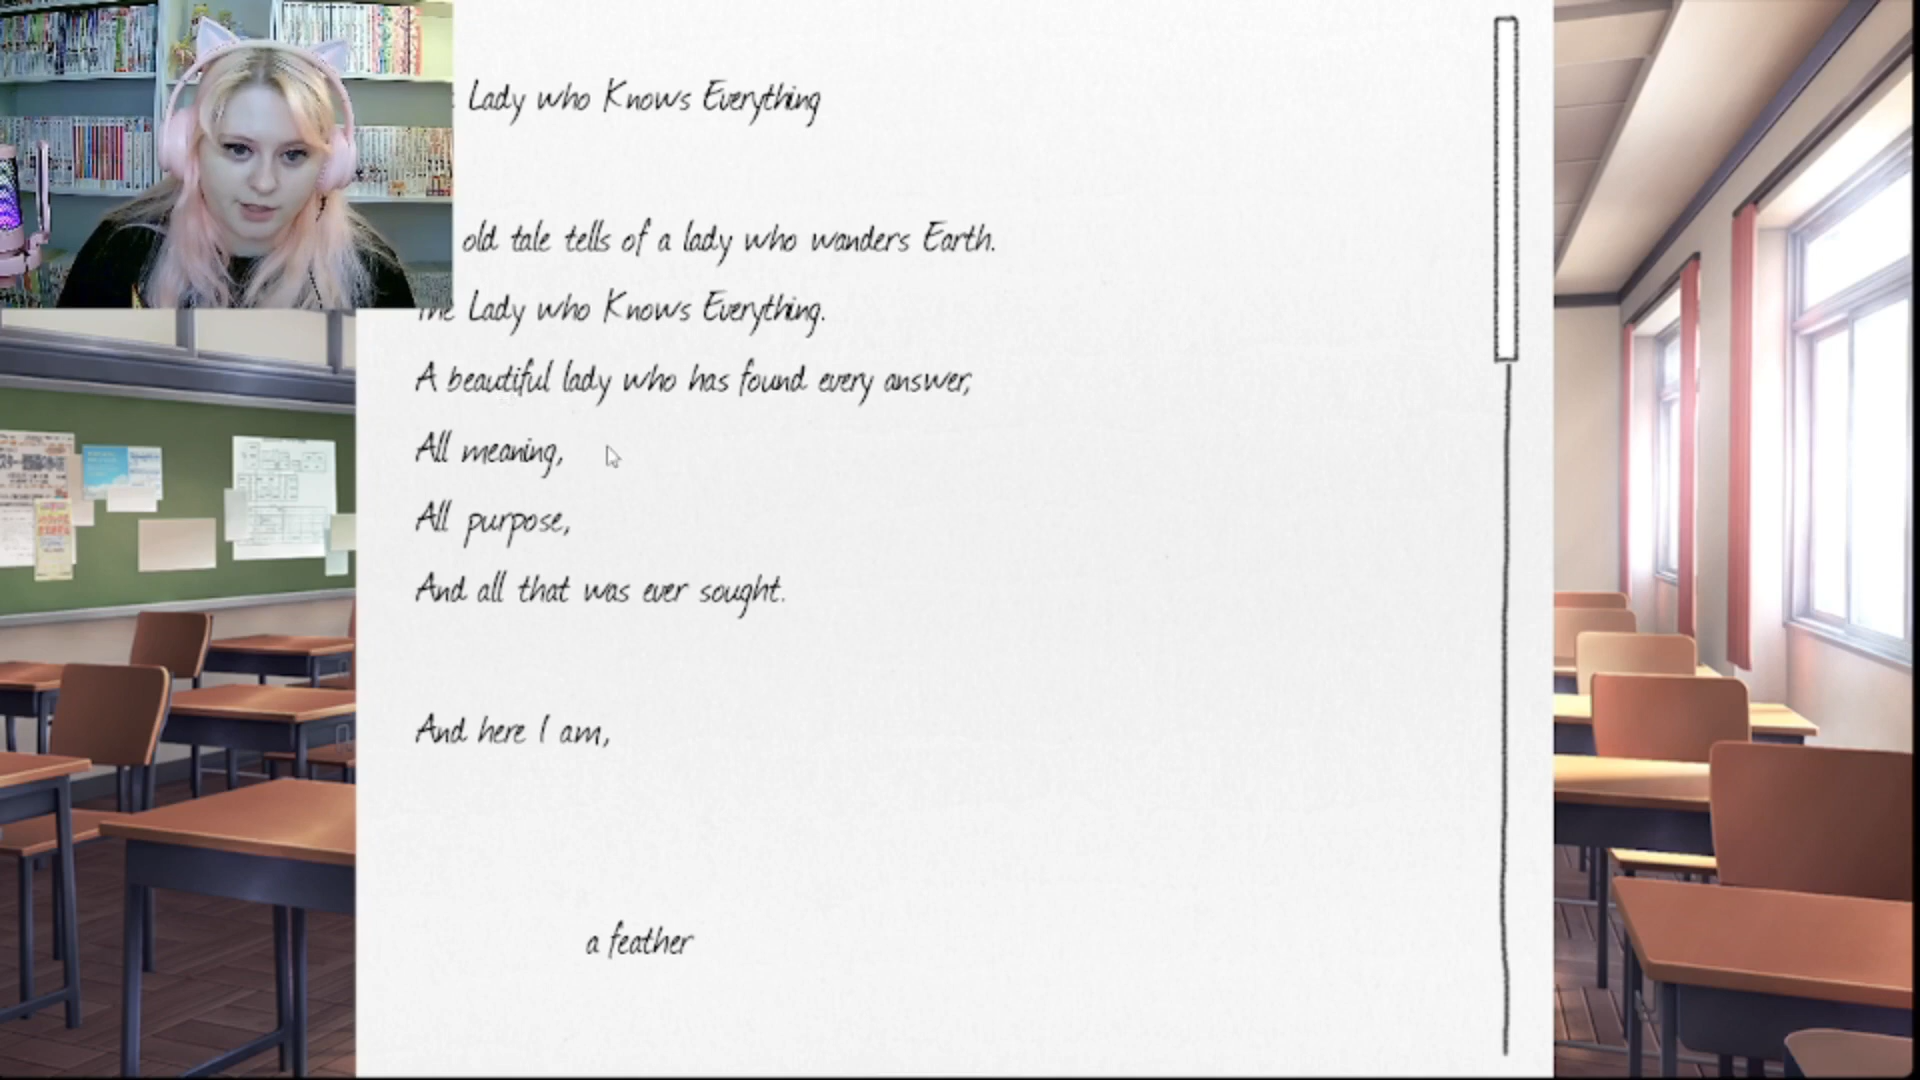 Lady who Knows Everything
old tale tells of a lady who wanders Earth.
The Lady who Knows Everything.
A beautiful lady who has found every answer,
All meaning,
All purpose,
And all that was ever sought.
And here I am,
a feather